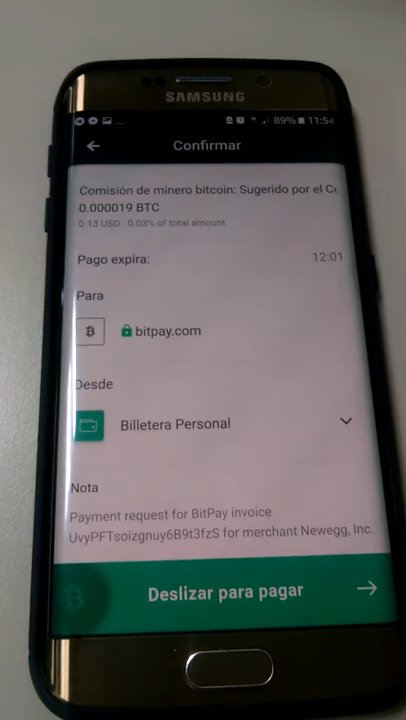 SAMSUNG
... 89% 11:54
Confirmar
Comisión de minero bitcoin: Sugerido por el
0.000019 BTC
0.13 USD · 0.03% of total amount
Pago expira: 12:01
Para
bitpay.com
Desde
Billetera Personal
Nota
Payment request for BitPay invoice
UvyPFTsoizgnuy6B9t3fzS for merchant Newegg, Inc.
Deslizar para pagar